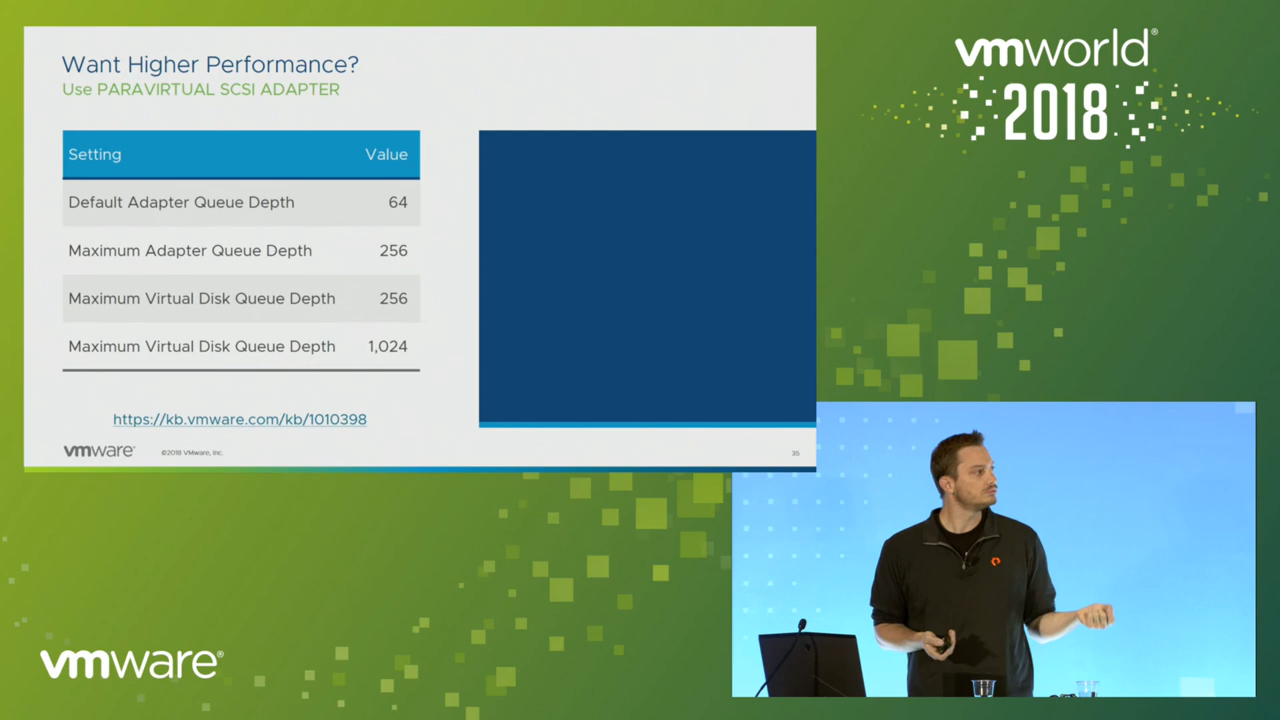 Want Higher Performance?
Use PARAVIRTUAL SCSI ADAPTER
Setting Value
Default Adapter Queue Depth 64
Maximum Adapter Queue Depth 256
Maximum Virtual Disk Queue Depth 256
Maximum Virtual Disk Queue Depth 1,024
https://kb.vmware.com/kb/1010398
vmware® ©2018 VMware, Inc. 35
vmworld®
2018
vmware®